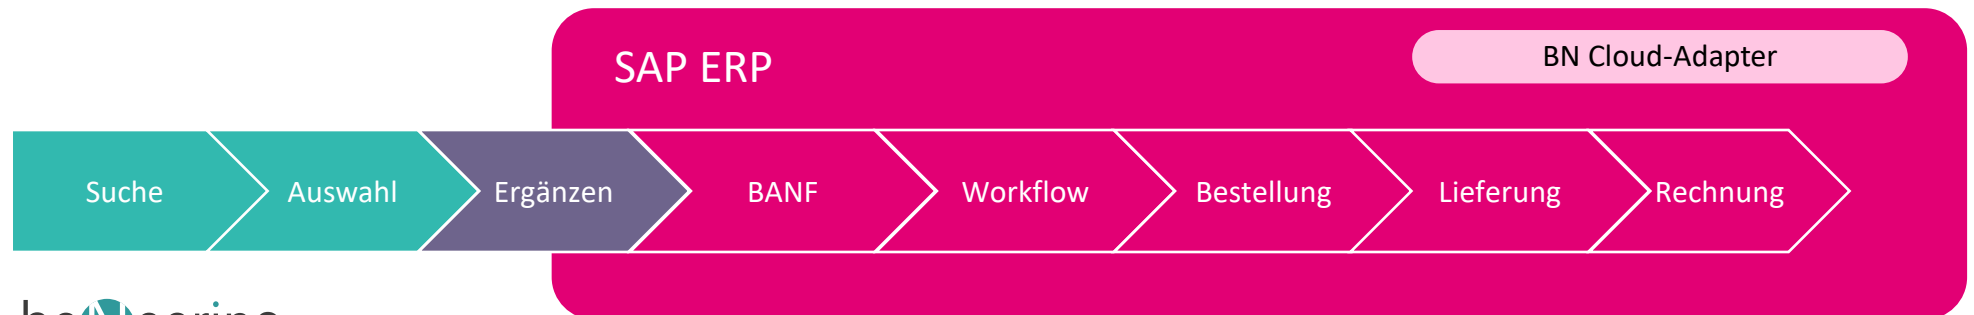 SAP ERP
BN Cloud-Adapter
Suche
Auswahl
Ergänzen
BANF
Workflow
Bestellung
Lieferung
Rechnung